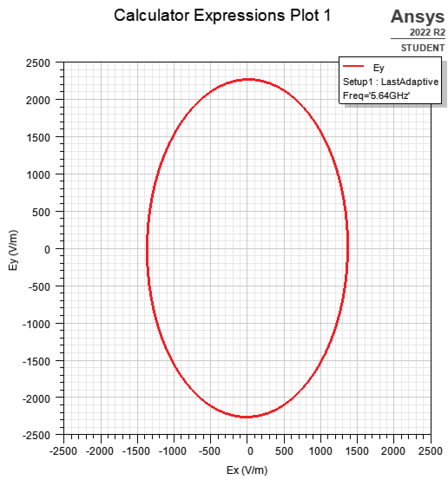 Calculator Expressions Plot 1
Ansys
2022 R2
STUDENT
Ey
Setup1 : LastAdaptive
Freq='5.64GHz'
2500
2000
1500
1000
500
0
-500
-1000
-1500
-2000
-2500
Ey (V/m)
-2500 -2000 -1500 -1000 -500 0 500 1000 1500 2000 2500
Ex (V/m)